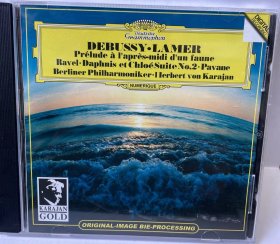 Deutsche
Grammophon
DEBUSSY·LA MER
Prélude à l'après-midi d'un faune
Ravel·Daphnis et Chloé Suite No.2·Pavane
Berliner Philharmoniker·Herbert von Karajan
NUMERIQUE
KARAJAN
GOLD
ORIGINAL-IMAGE BIT-PROCESSING